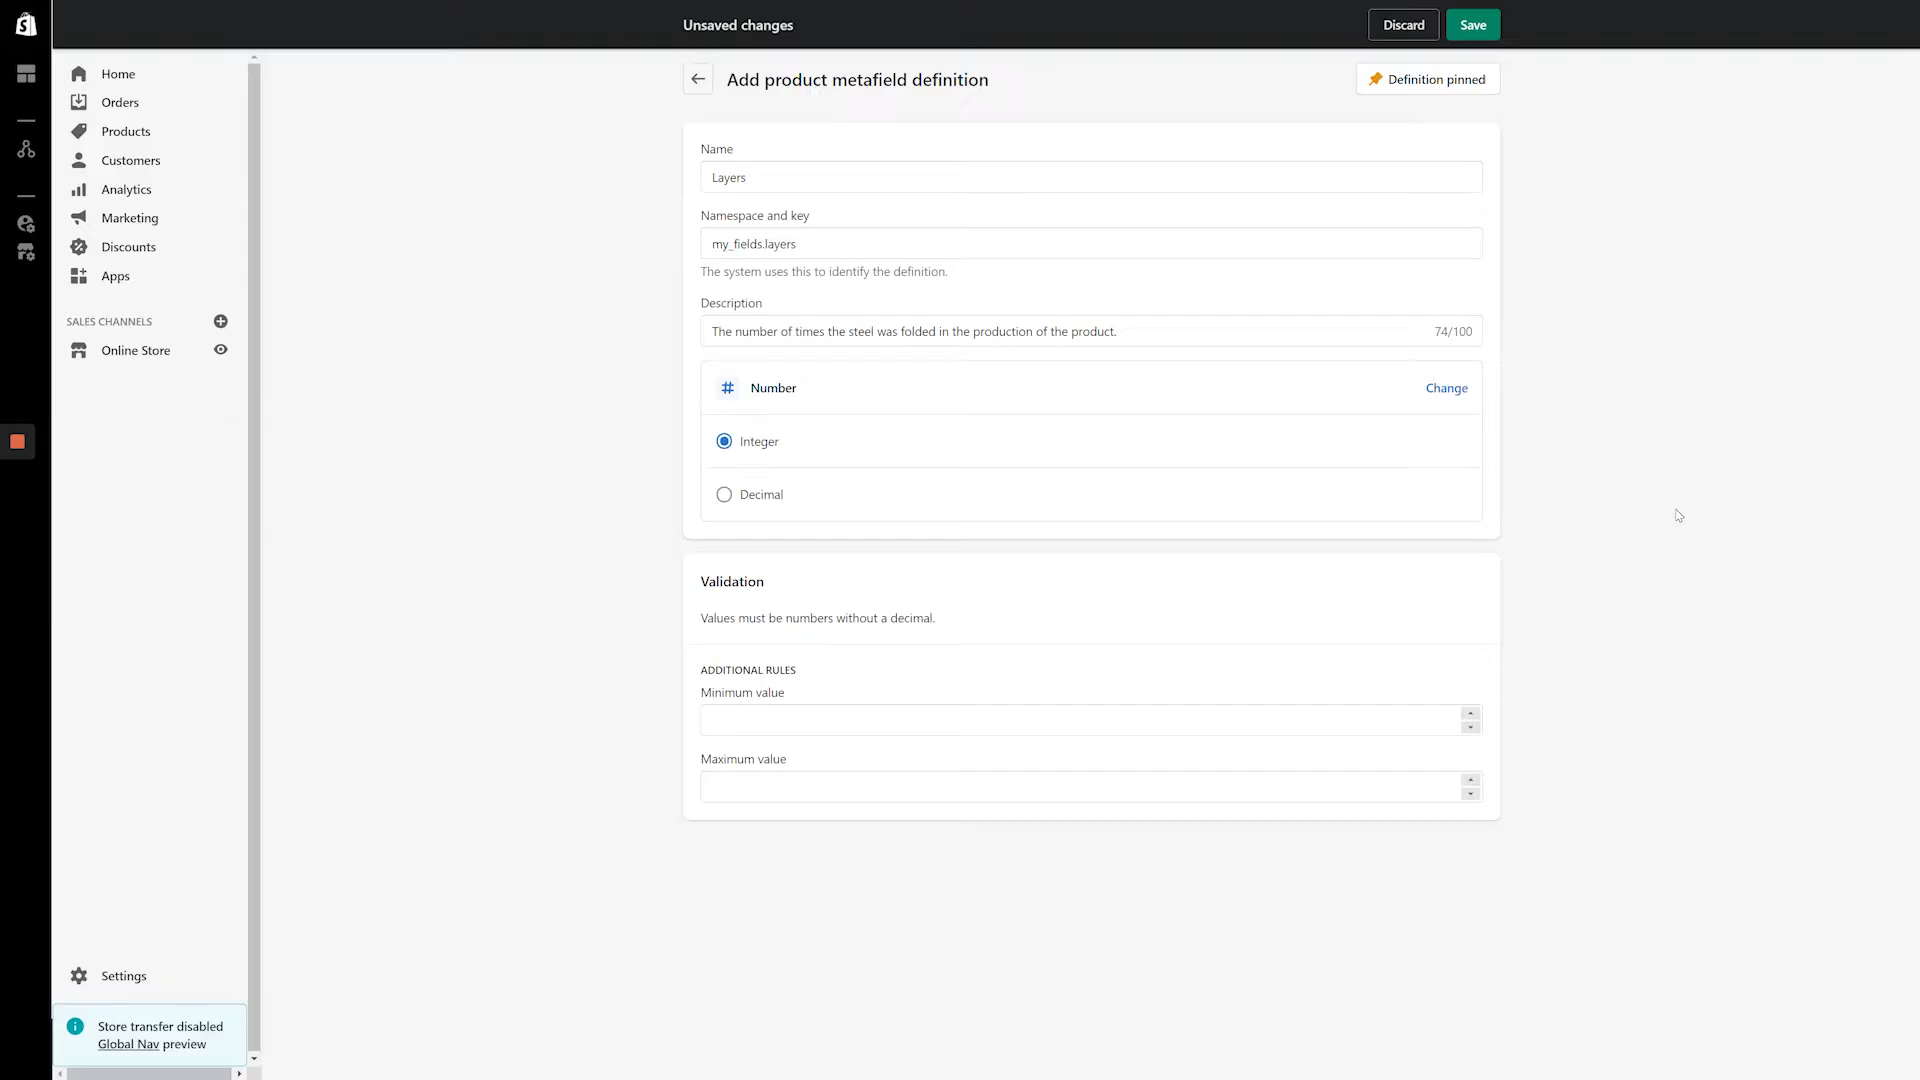 Unsaved changes
Discard
Save
Home
Orders
Products
Customers
Analytics
Marketing
Discounts
Apps
SALES CHANNELS
Online Store
Settings
Store transfer disabled
Global Nav preview
Add product metafield definition
Definition pinned
Name
Layers
Namespace and key
my_fields.layers
The system uses this to identify the definition.
Description
The number of times the steel was folded in the production of the product.
74/100
Number
Change
Integer
Decimal
Validation
Values must be numbers without a decimal.
ADDITIONAL RULES
Minimum value
Maximum value